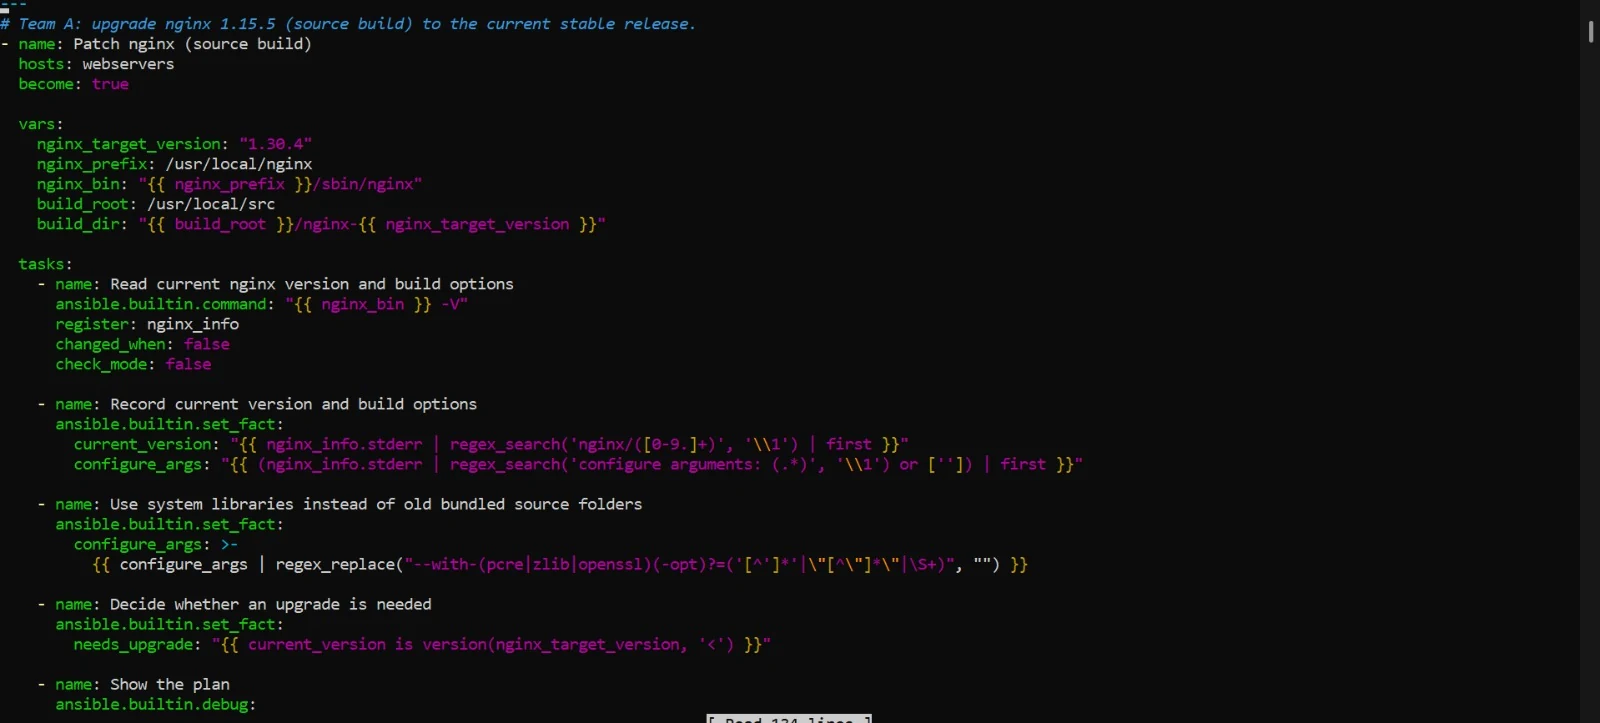 ---
# Team A: upgrade nginx 1.15.5 (source build) to the current stable release.
- name: Patch nginx (source build)
  hosts: webservers
  become: true

  vars:
    nginx_target_version: "1.30.4"
    nginx_prefix: /usr/local/nginx
    nginx_bin: "{{ nginx_prefix }}/sbin/nginx"
    build_root: /usr/local/src
    build_dir: "{{ build_root }}/nginx-{{ nginx_target_version }}"

  tasks:
    - name: Read current nginx version and build options
      ansible.builtin.command: "{{ nginx_bin }} -V"
      register: nginx_info
      changed_when: false
      check_mode: false

    - name: Record current version and build options
      ansible.builtin.set_fact:
        current_version: "{{ nginx_info.stderr | regex_search('nginx/([0-9.]+)', '\\1') | first }}"
        configure_args: "{{ (nginx_info.stderr | regex_search('configure arguments: (.*)', '\\1') or ['']) | first }}"

    - name: Use system libraries instead of old bundled source folders
      ansible.builtin.set_fact:
        configure_args: >-
          {{ configure_args | regex_replace("--with-(pcre|zlib|openssl)(-opt)?=('[^']*'|\"[^\"]*\"|\S+)", "") }}

    - name: Decide whether an upgrade is needed
      ansible.builtin.set_fact:
        needs_upgrade: "{{ current_version is version(nginx_target_version, '<') }}"

    - name: Show the plan
      ansible.builtin.debug:
[ Read 134 lines ]